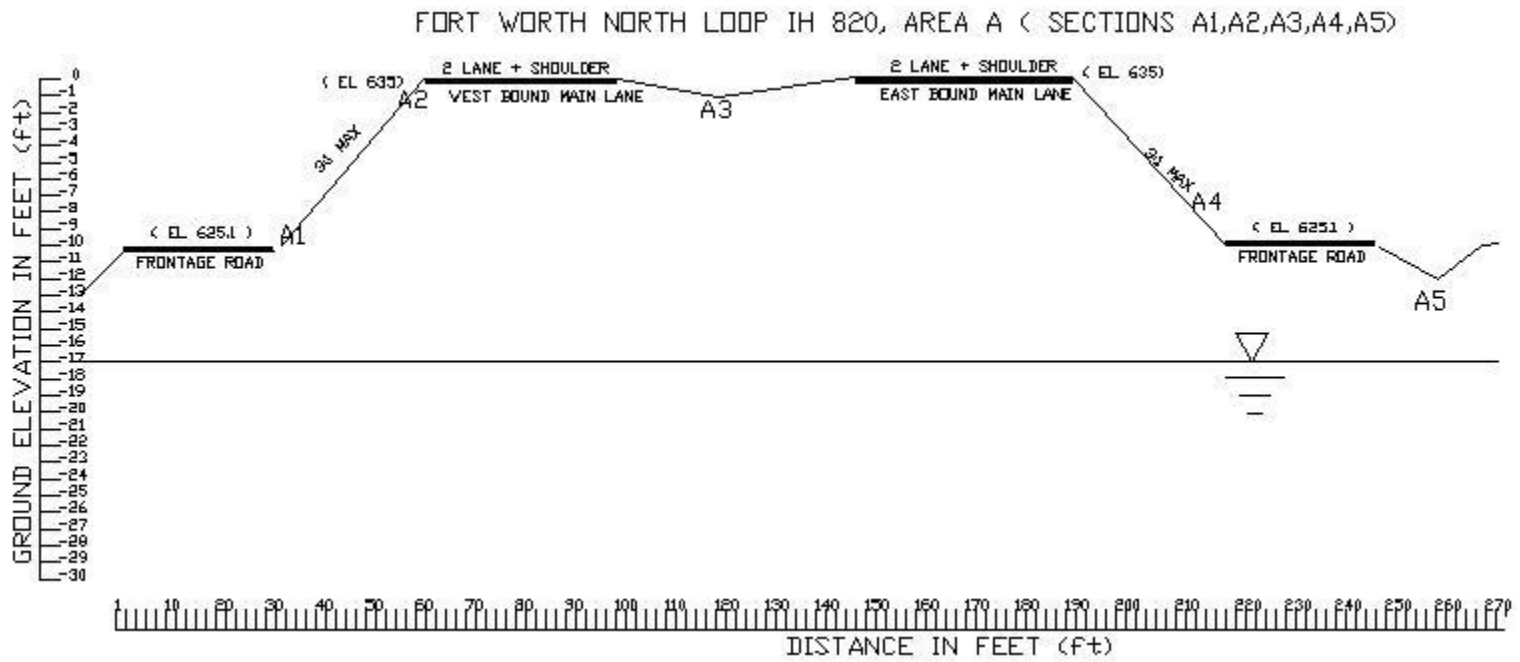 FORT WORTH NORTH LOOP IH 820, AREA A ( SECTIONS A1,A2,A3,A4,A5)
( EL 635)
2 LANE + SHOULDER
2 LANE + SHOULDER
( EL 635)
A2
WEST BOUND MAIN LANE
A3
EAST BOUND MAIN LANE
3:1 MAX
3:1 MAX
A4
( EL 625.1 )
A1
( EL 625.1 )
FRONTAGE ROAD
FRONTAGE ROAD
A5
GROUND ELEVATION IN FEET (ft)
0
-1
-2
-3
-4
-5
-6
-7
-8
-9
-10
-11
-12
-13
-14
-15
-16
-17
-18
-19
-20
-21
-22
-23
-24
-25
-26
-27
-28
-29
-30
1 10 20 30 40 50 60 70 80 90 100 110 120 130 140 150 160 170 180 190 200 210 220 230 240 250 260 270
DISTANCE IN FEET (ft)